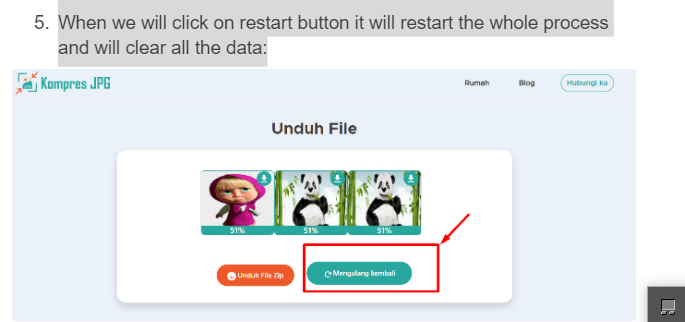 5. When we will click on restart button it will restart the whole process
and will clear all the data:
Kompres JPG
Rumah Blog Hubungi ka
Unduh File
51% 51% 51%
Unduh File Zip Mengulang kembali